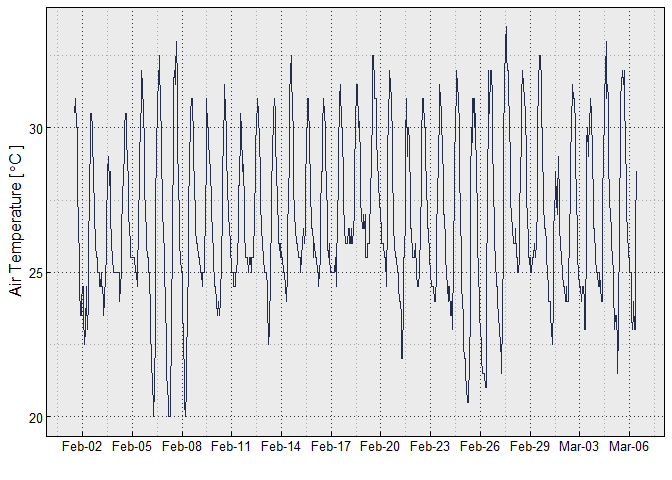 Air Temperature [°C ]
30
25
20
Feb-02 Feb-05 Feb-08 Feb-11 Feb-14 Feb-17 Feb-20 Feb-23 Feb-26 Feb-29 Mar-03 Mar-06